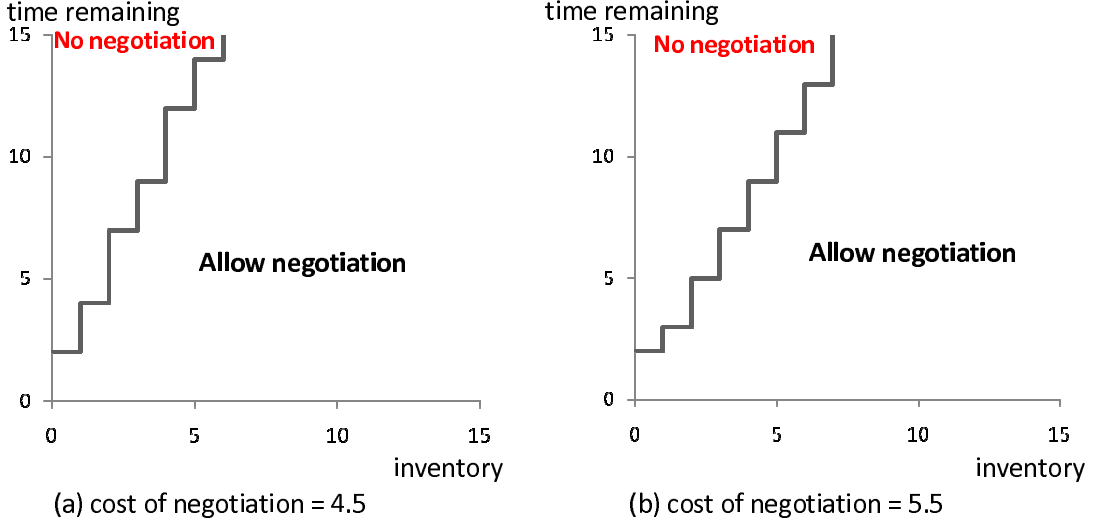 time remaining
15
No negotiation
10
Allow negotiation
5
0
0 5 10 15
inventory
(a) cost of negotiation = 4.5
time remaining
15
No negotiation
10
Allow negotiation
5
0
0 5 10 15
inventory
(b) cost of negotiation = 5.5